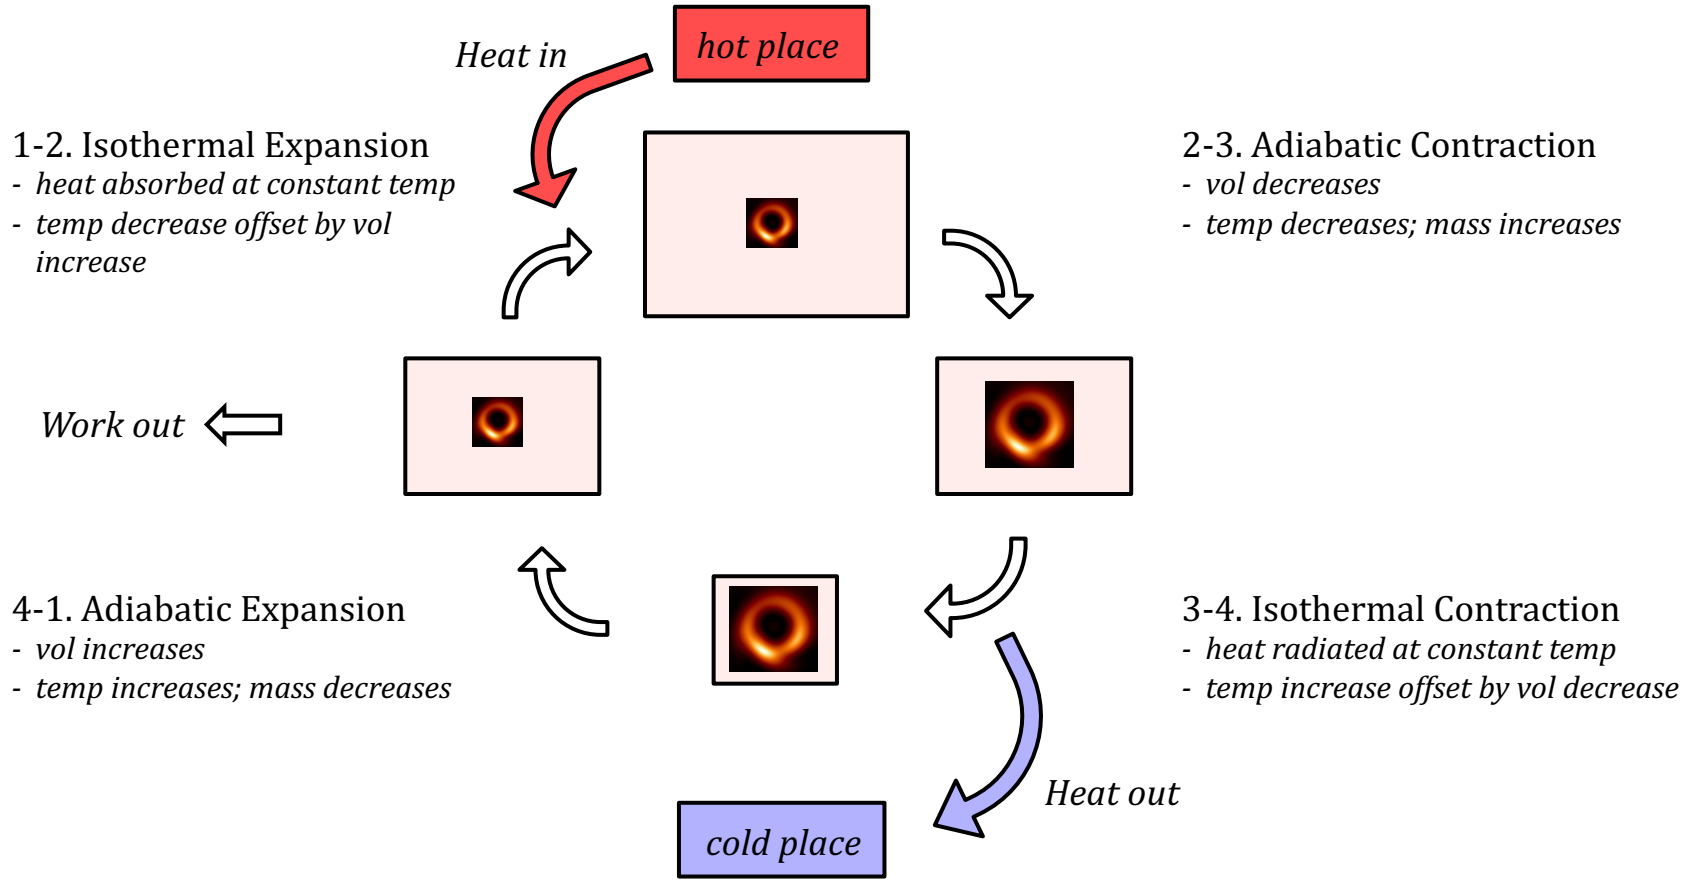 Heat in
hot place
1-2. Isothermal Expansion
- heat absorbed at constant temp
- temp decrease offset by vol
increase
2-3. Adiabatic Contraction
- vol decreases
- temp decreases; mass increases
Work out
4-1. Adiabatic Expansion
- vol increases
- temp increases; mass decreases
3-4. Isothermal Contraction
- heat radiated at constant temp
- temp increase offset by vol decrease
Heat out
cold place